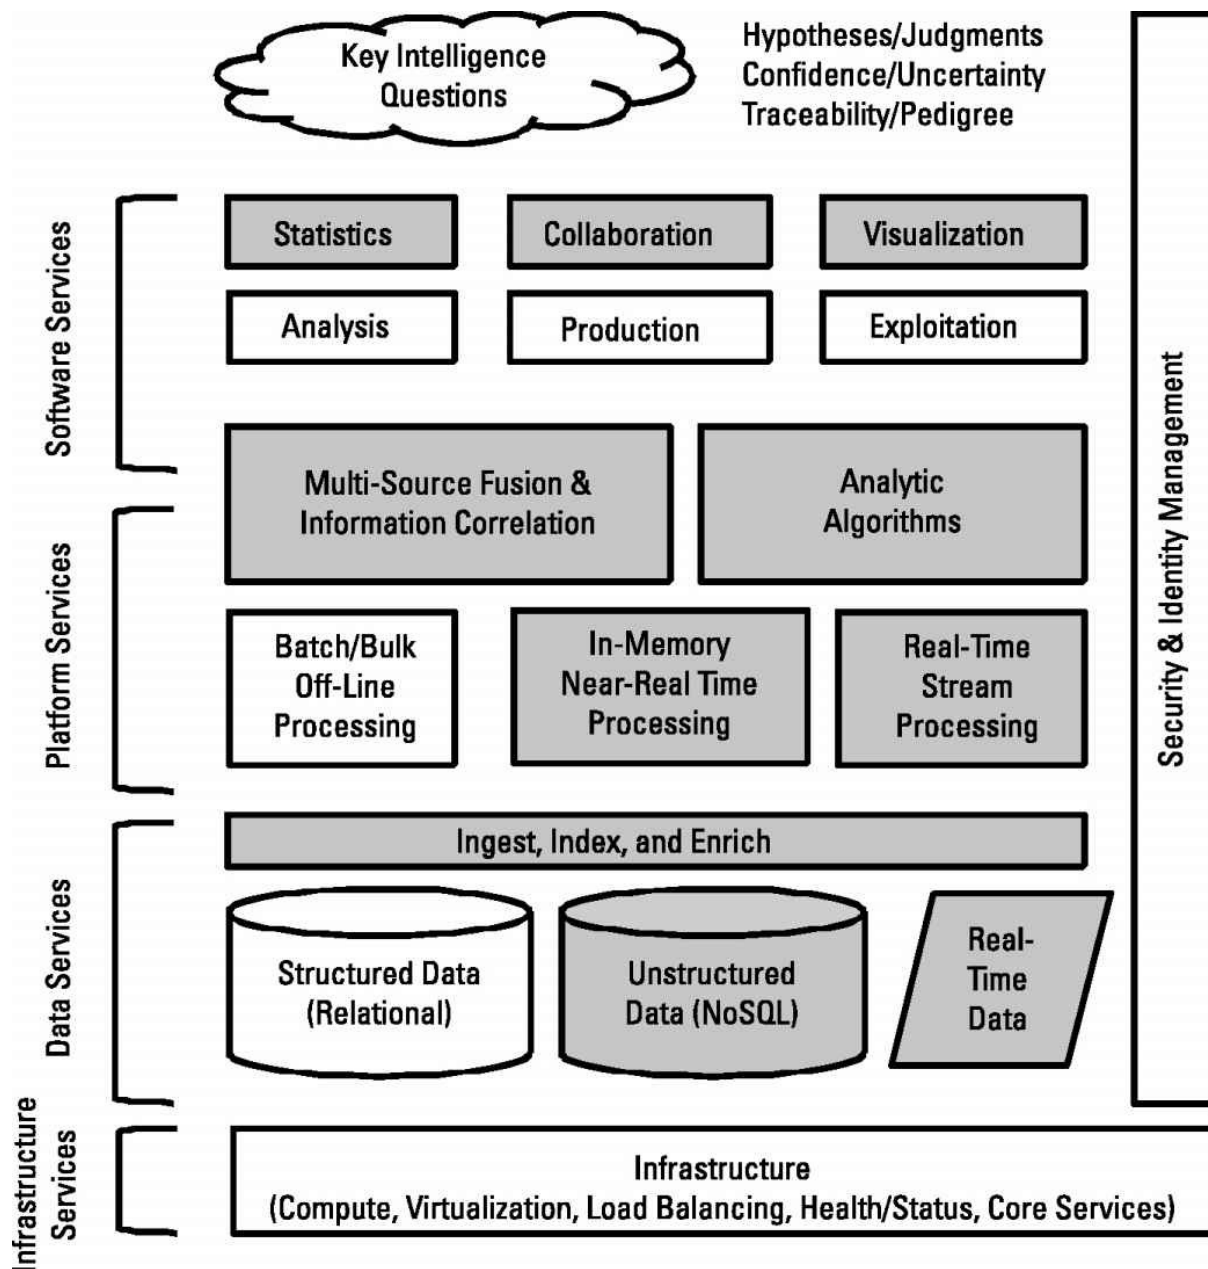 Key Intelligence
Questions
Hypotheses/Judgments
Confidence/Uncertainty
Traceability/Pedigree
Software Services
Statistics
Collaboration
Visualization
Analysis
Production
Exploitation
Multi-Source Fusion &
Information Correlation
Analytic
Algorithms
Platform Services
Batch/Bulk
Off-Line
Processing
In-Memory
Near-Real Time
Processing
Real-Time
Stream
Processing
Security & Identity Management
Data Services
Ingest, Index, and Enrich
Structured Data
(Relational)
Unstructured
Data (NoSQL)
Real-
Time
Data
Infrastructure
Services
Infrastructure
(Compute, Virtualization, Load Balancing, Health/Status, Core Services)